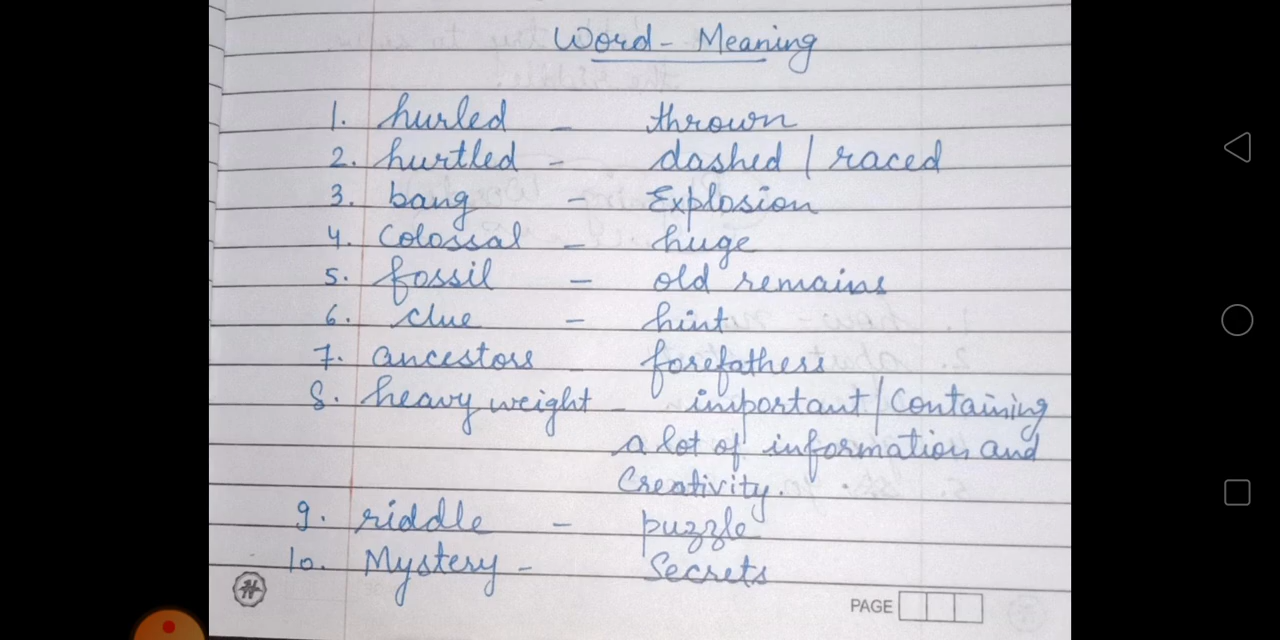 Word - Meaning
1. hurled - thrown
2. hurtled - dashed / raced
3. bang - Explosion
4. Colossal - huge
5. fossil - old remains
6. clue - hint
7. ancestors - forefathers
8. heavy weight - important / Containing
a lot of information and
Creativity.
9. riddle - puzzle
10. Mystery - Secrets
PAGE